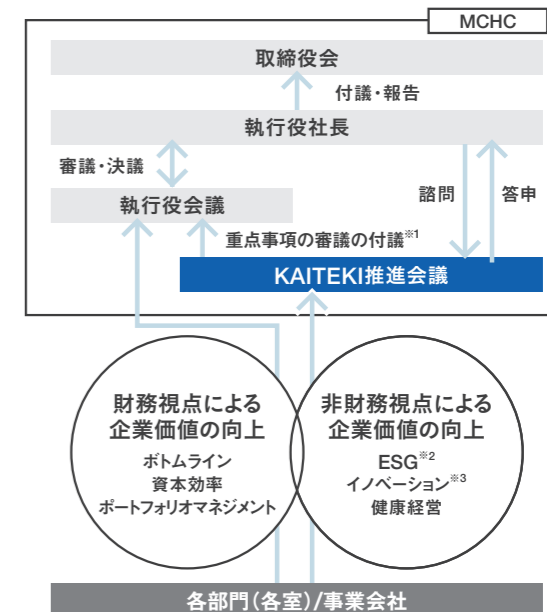 MCHC
取締役会
付議・報告
執行役社長
審議・決議
諮問
答申
執行役会議
重点事項の審議の付議※1
KAITEKI推進会議
財務視点による
企業価値の向上
ボトムライン
資本効率
ポートフォリオマネジメント
非財務視点による
企業価値の向上
ESG※2
イノベーション※3
健康経営
各部門(各室)/事業会社